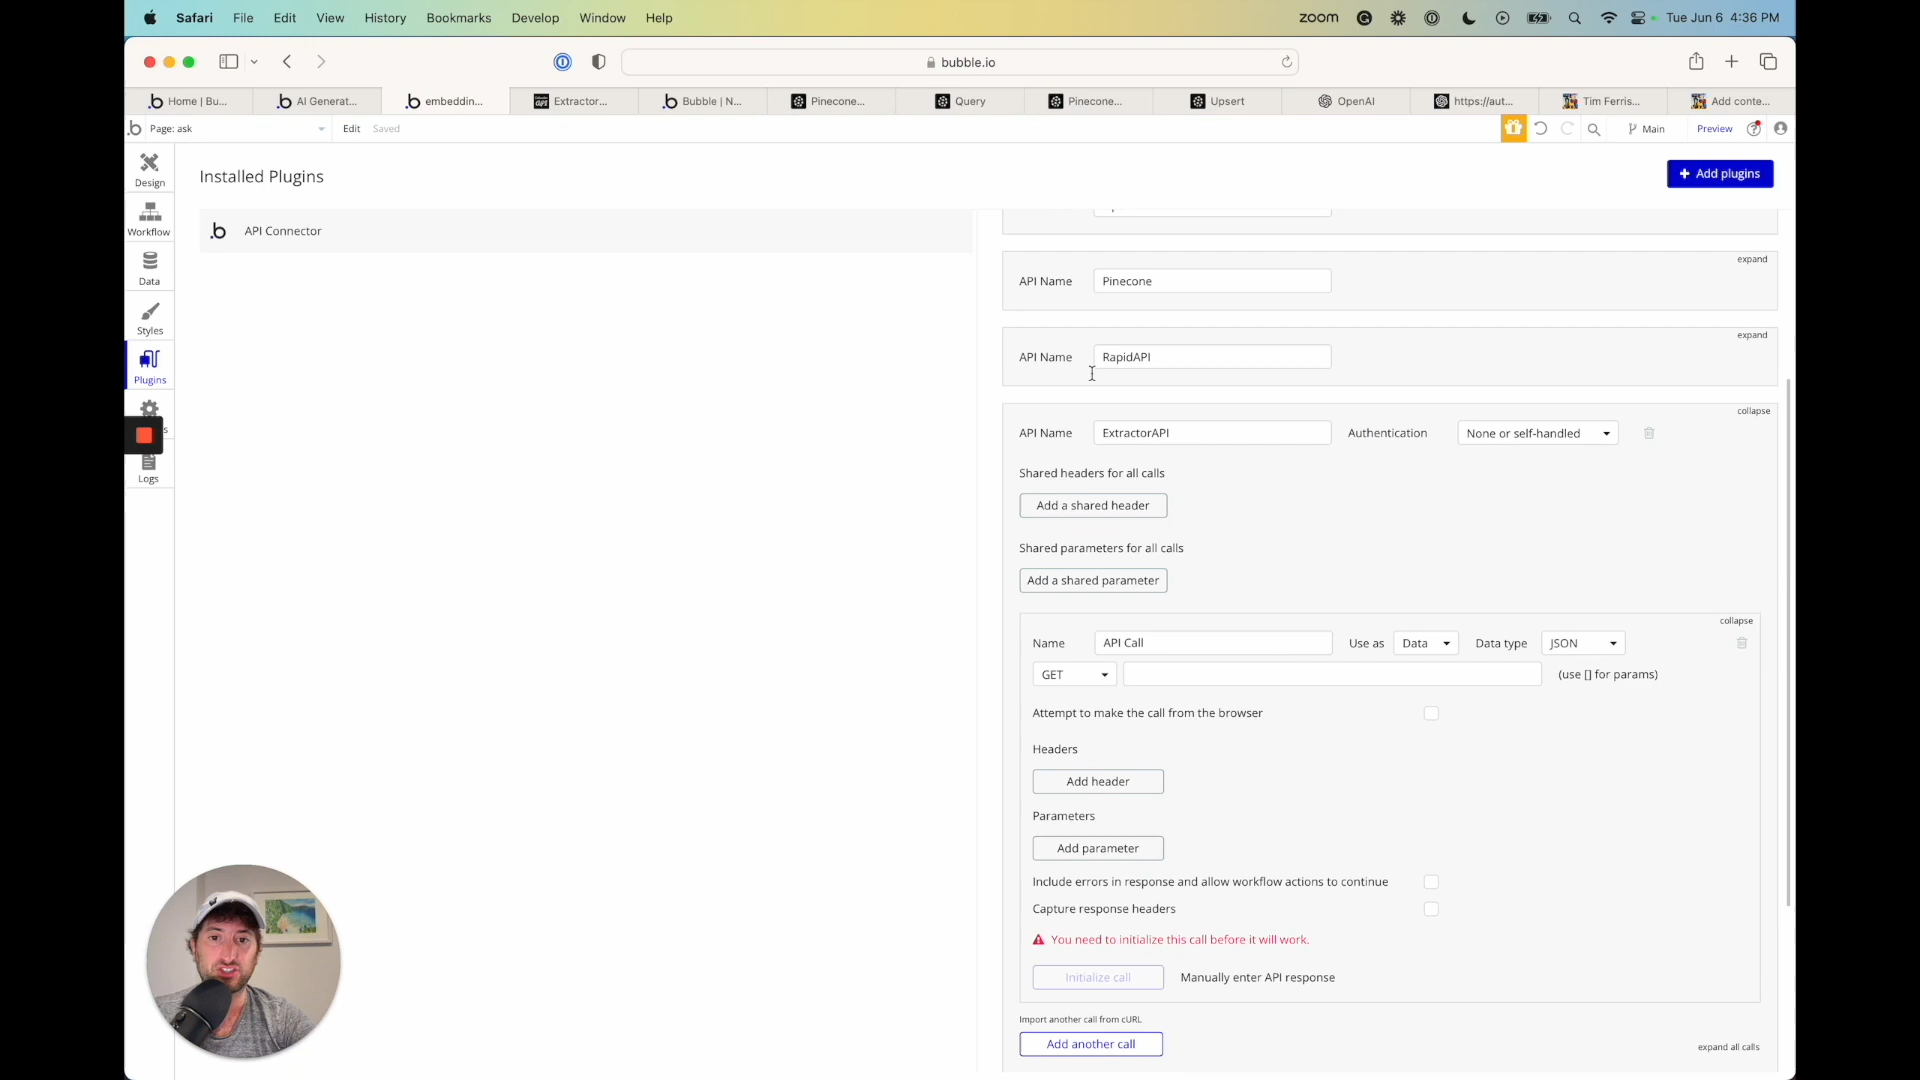 Safari File Edit View History Bookmarks Develop Window Help
zoom Tue Jun 6 4:36 PM
bubble.io
Home | Bu...
AI Generat...
embeddin...
Extractor...
Bubble | N...
Pinecone...
Query
Pinecone...
Upsert
OpenAI
https://aut...
Tim Ferris...
Add conte...
Page: ask
Edit Saved
Main
Preview
Design
Workflow
Data
Styles
Plugins
Logs
Installed Plugins
Add plugins
API Connector
expand
API Name Pinecone
expand
API Name RapidAPI
collapse
API Name ExtractorAPI Authentication None or self-handled
Shared headers for all calls
Add a shared header
Shared parameters for all calls
Add a shared parameter
collapse
Name API Call Use as Data Data type JSON
GET (use [] for params)
Attempt to make the call from the browser
Headers
Add header
Parameters
Add parameter
Include errors in response and allow workflow actions to continue
Capture response headers
You need to initialize this call before it will work.
Initialize call Manually enter API response
Import another call from cURL
Add another call
expand all calls